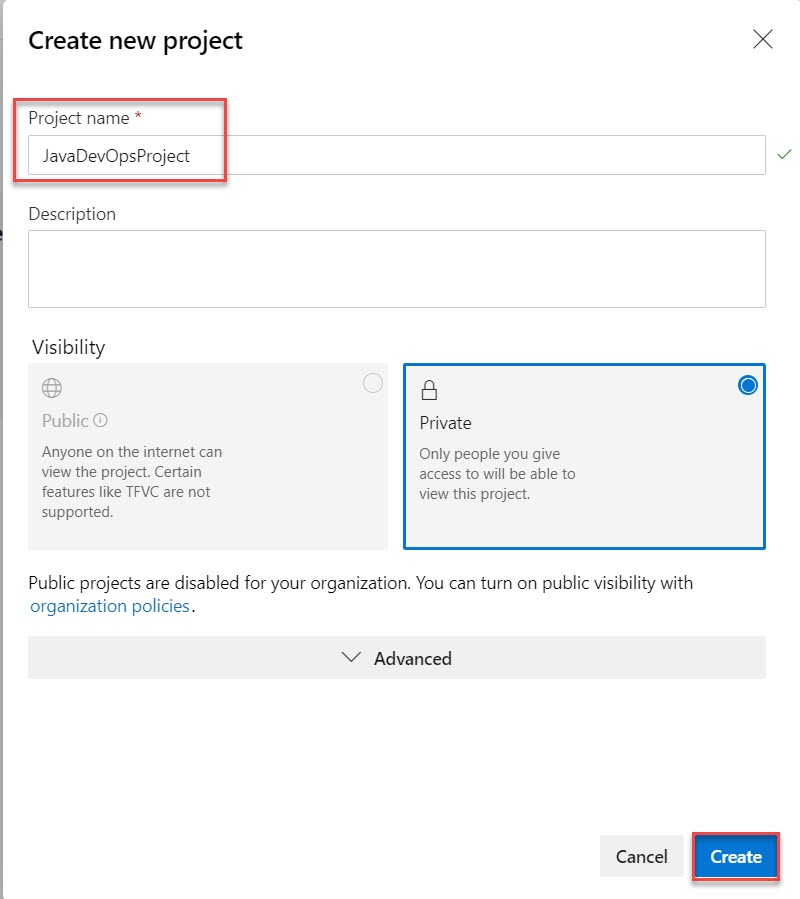 Create new project
Project name *
JavaDevOpsProject
Description
Visibility
Public
Anyone on the internet can
view the project. Certain
features like TFVC are not
supported.
Private
Only people you give
access to will be able to
view this project.
Public projects are disabled for your organization. You can turn on public visibility with
organization policies.
Advanced
Cancel
Create